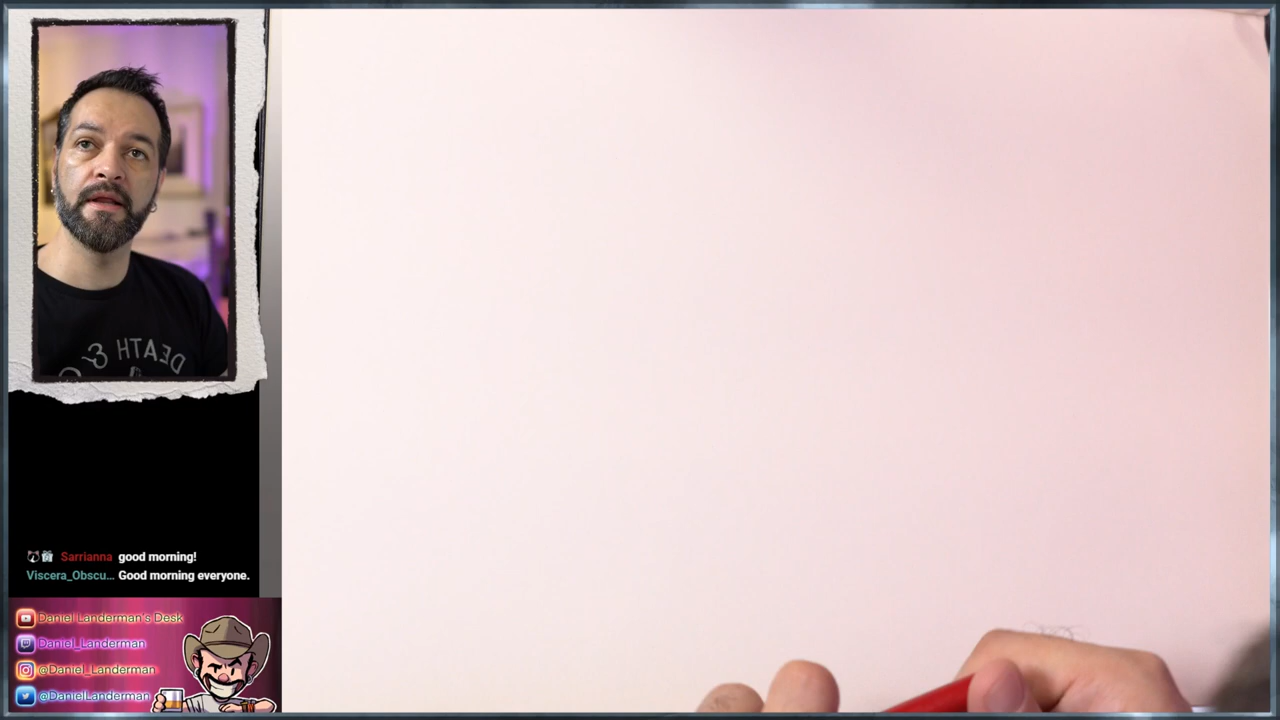 DEATH &
Sarrianna good morning!
Viscera_Obscu... Good morning everyone.
Daniel Landerman's Desk
Daniel_Landerman
@Daniel_Landerman
@DanielLanderman